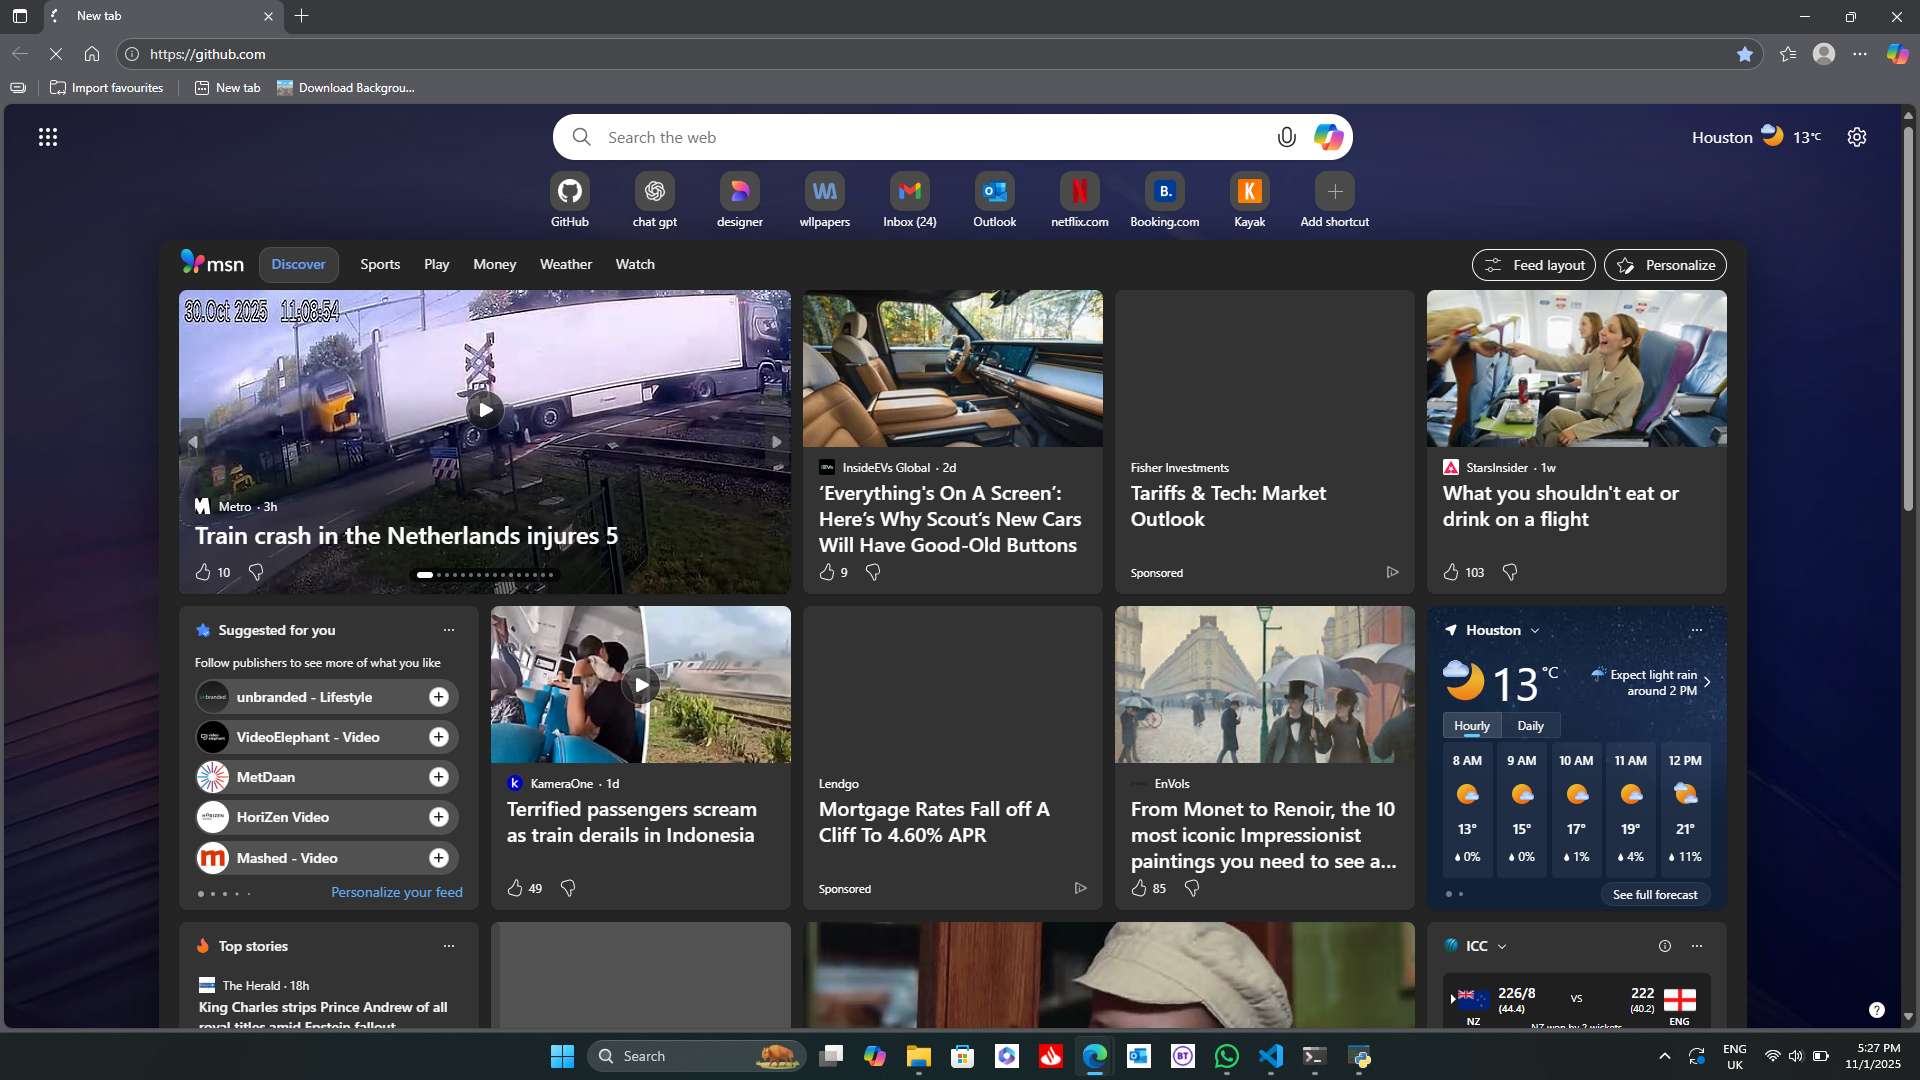 New tab
https://github.com
Import favourites
New tab
Download Backgrou...
Search the web
Houston 13°C
GitHub
chat gpt
designer
wllpapers
Inbox (24)
Outlook
netflix.com
Booking.com
Kayak
Add shortcut
msn
Discover
Sports
Play
Money
Weather
Watch
Feed layout
Personalize
30.Oct 2025 11:08:54
Metro · 3h
Train crash in the Netherlands injures 5
10
InsideEVs Global · 2d
‘Everything's On A Screen’:
Here’s Why Scout’s New Cars
Will Have Good-Old Buttons
9
Fisher Investments
Tariffs & Tech: Market
Outlook
Sponsored
StarsInsider · 1w
What you shouldn't eat or
drink on a flight
103
Suggested for you
Follow publishers to see more of what you like
unbranded - Lifestyle
VideoElephant - Video
MetDaan
HoriZen Video
Mashed - Video
Personalize your feed
KameraOne · 1d
Terrified passengers scream
as train derails in Indonesia
49
Lendgo
Mortgage Rates Fall off A
Cliff To 4.60% APR
Sponsored
EnVols
From Monet to Renoir, the 10
most iconic Impressionist
paintings you need to see a...
85
Houston
13 °C
Expect light rain
around 2 PM
Hourly
Daily
8 AM 9 AM 10 AM 11 AM 12 PM
13° 15° 17° 19° 21°
0% 0% 1% 4% 11%
See full forecast
Top stories
The Herald · 18h
King Charles strips Prince Andrew of all
royal titles amid Epstein fallout
ICC
226/8 vs 222
(44.4) (40.2)
NZ ENG
NZ won by 2 wickets
Search
ENG
UK
5:27 PM
11/1/2025